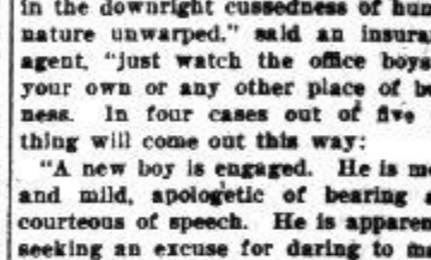 in the downright cussedness of hum
nature unwarped." said an insura
agent, "just watch the office boys
your own or any other place of b
ness. In four cases out of five
thing will come out this way:
"A new boy is engaged. He is m
and mild, apologetic of bearing a
courteous of speech. He is apparen
seeking an excuse for daring to ma